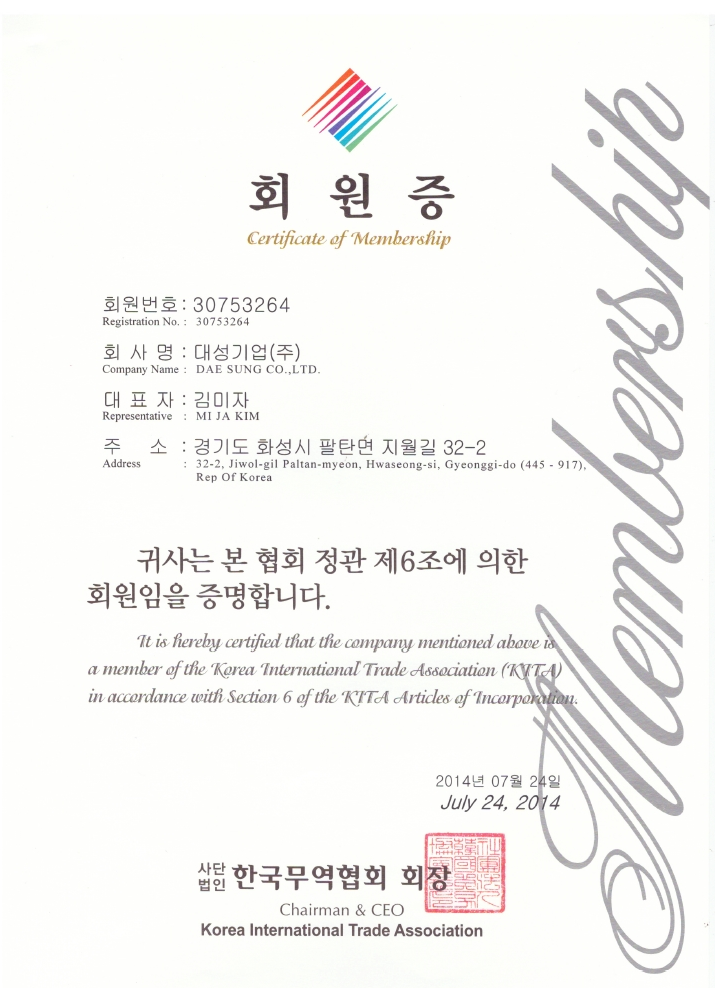 회 원 증
Certificate of Membership
회원번호 : 30753264
Registration No. : 30753264
회 사 명 : 대성기업(주)
Company Name : DAE SUNG CO.,LTD.
대 표 자 : 김미자
Representative : MI JA KIM
주 소 : 경기도 화성시 팔탄면 지월길 32-2
Address : 32-2, Jiwol-gil Paltan-myeon, Hwaseong-si, Gyeonggi-do (445 - 917),
Rep Of Korea
귀사는 본 협회 정관 제6조에 의한
회원임을 증명합니다.
It is hereby certified that the company mentioned above is
a member of the Korea International Trade Association (KITA)
in accordance with Section 6 of the KITA Articles of Incorporation.
2014년 07월 24일
July 24, 2014
사단
법인 한국무역협회 회장
Chairman & CEO
Korea International Trade Association
Membership